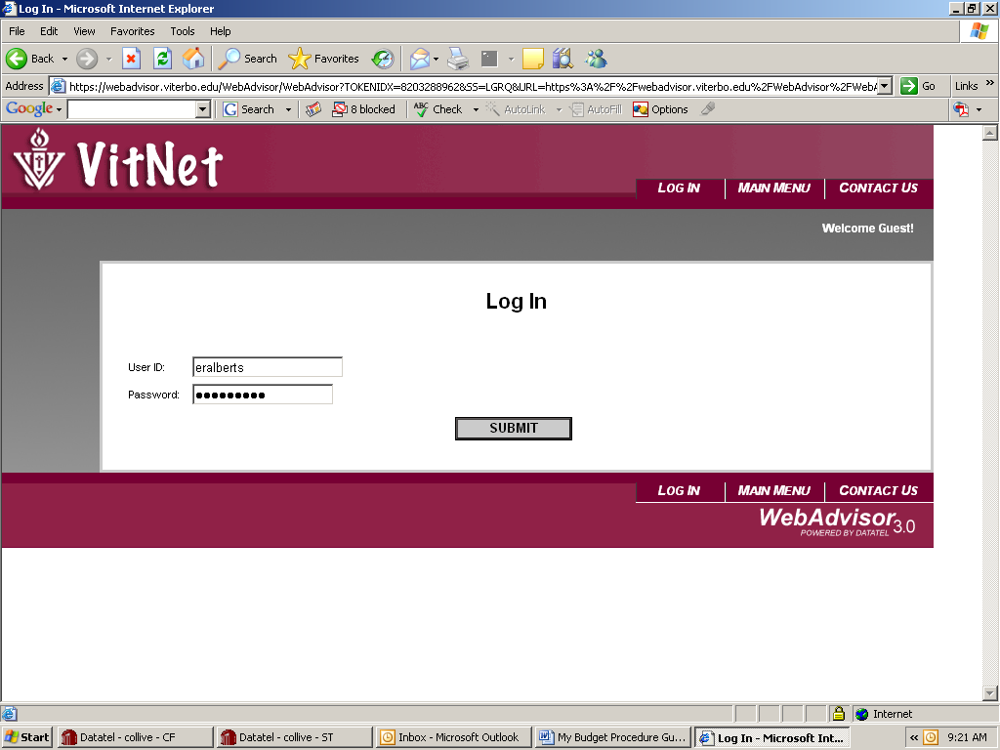 Log In - Microsoft Internet Explorer
File Edit View Favorites Tools Help
Back Search Favorites
Address https://webadvisor.viterbo.edu/WebAdvisor/WebAdvisor?TOKENIDX=8203288962&SS=LGRQ&URL=https%3A%2F%2Fwebadvisor.viterbo.edu%2FWebAdvisor%2FWebA Go Links »
Google Search 8 blocked ABC Check AutoLink AutoFill Options
VitNet
LOG IN MAIN MENU CONTACT US
Welcome Guest!
Log In
User ID: eralberts
Password: ●●●●●●●●●
SUBMIT
LOG IN MAIN MENU CONTACT US
WebAdvisor 3.0
POWERED BY DATATEL
Internet
Start Datatel - collive - CF Datatel - collive - ST Inbox - Microsoft Outlook My Budget Procedure Gu... Log In - Microsoft Int... « 9:21 AM